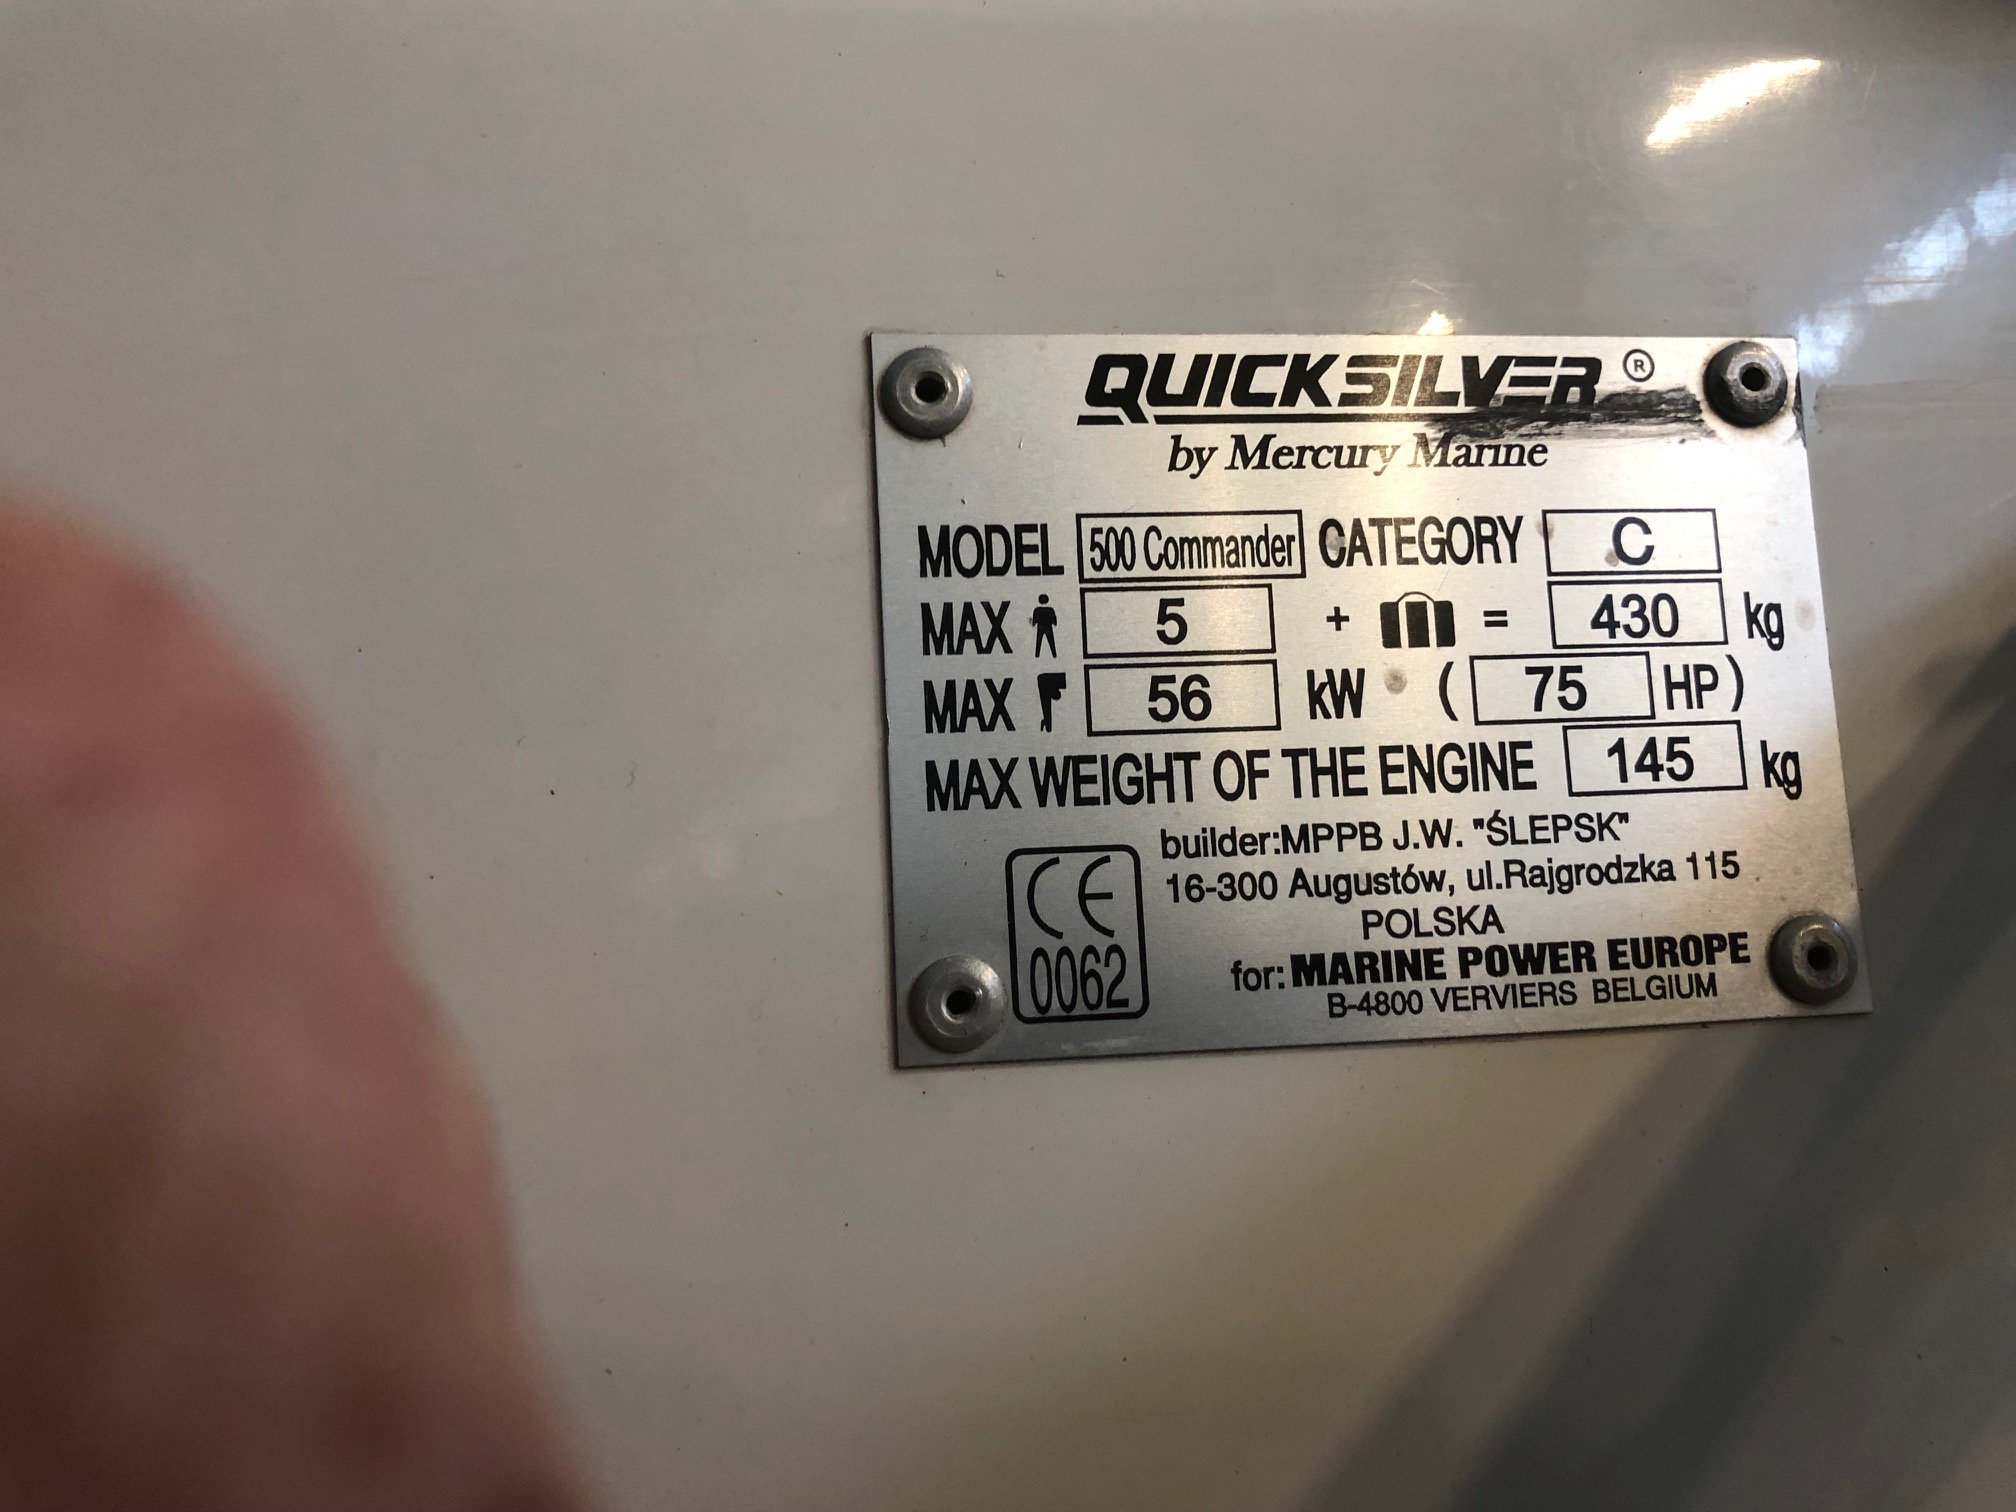 QUICKSILVER ®
by Mercury Marine
MODEL 500 Commander CATEGORY C
MAX 5 + = 430 kg
MAX 56 kW ( 75 HP )
MAX WEIGHT OF THE ENGINE 145 kg
builder:MPPB J.W. "ŚLEPSK"
16-300 Augustów, ul.Rajgrodzka 115
POLSKA
for: MARINE POWER EUROPE
B-4800 VERVIERS BELGIUM
CE
0062